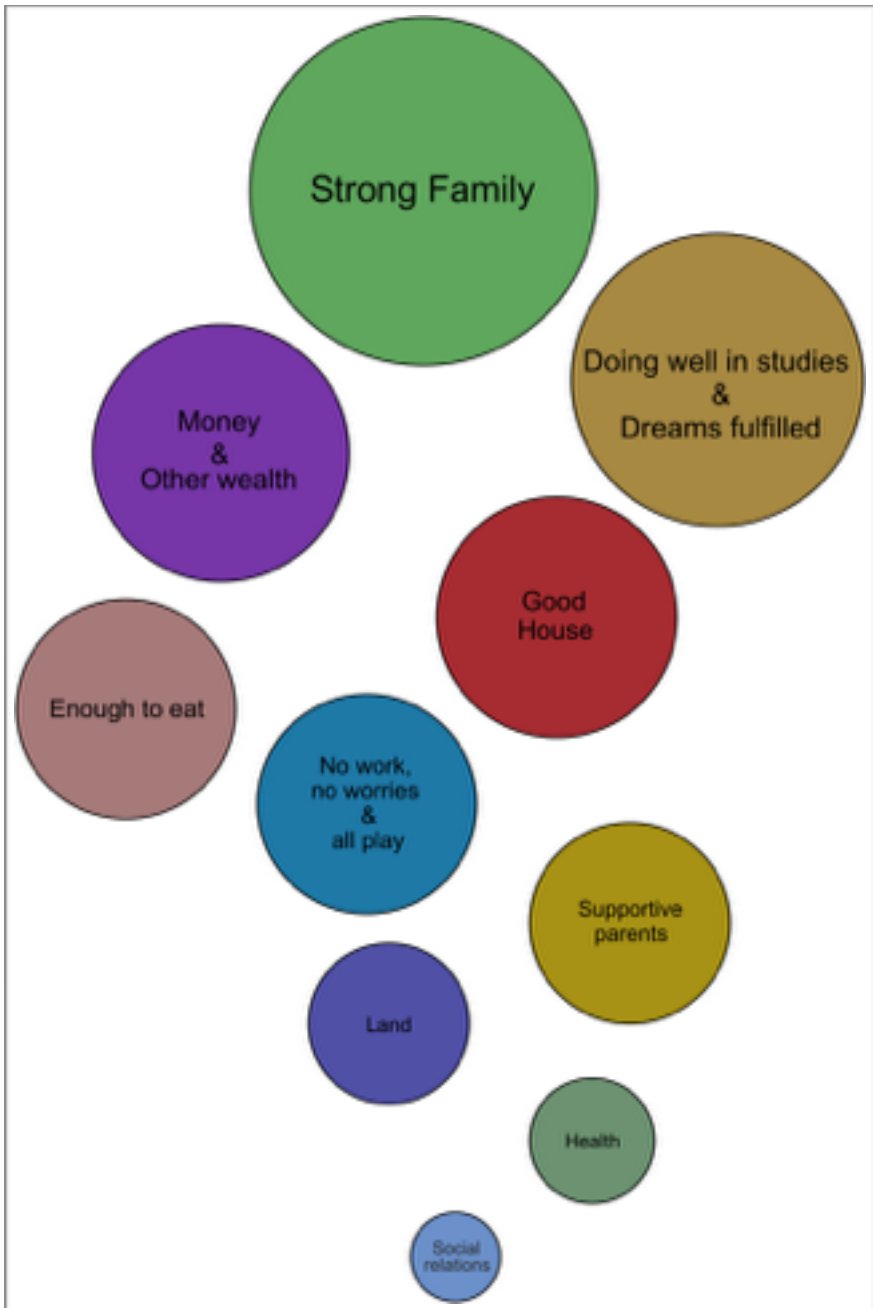 Strong Family
Doing well in studies
&
Dreams fulfilled
Money
&
Other wealth
Good
House
Enough to eat
No work,
no worries
&
all play
Supportive
parents
Land
Health
Social
relations